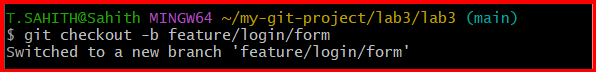 T.SAHITH@Sahith MINGW64 ~/my-git-project/lab3/lab3 (main)
$ git checkout -b feature/login/form
Switched to a new branch 'feature/login/form'